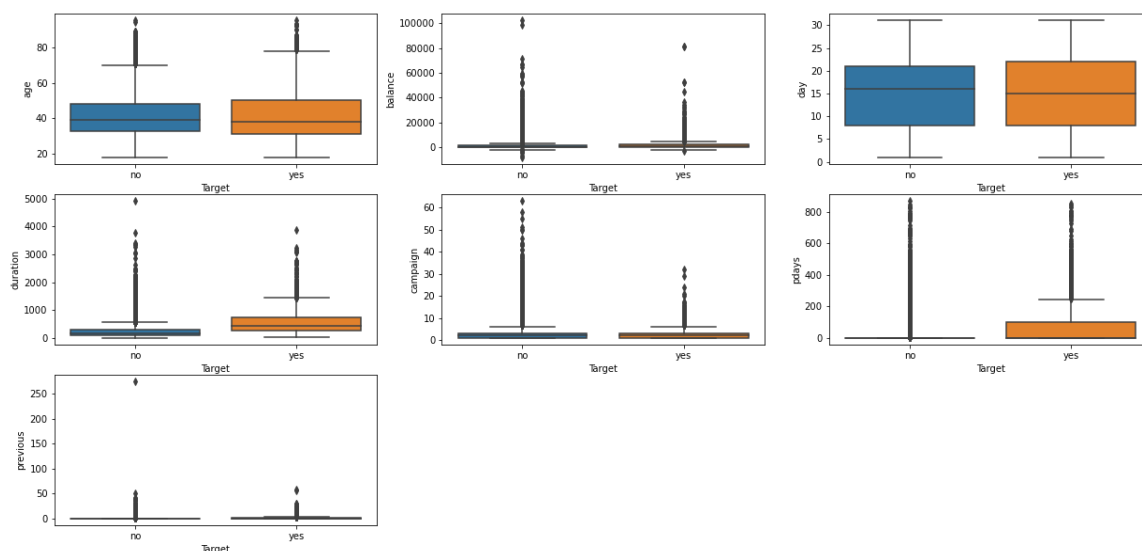 age
80
60
40
20
no
yes
Target
balance
100000
80000
60000
40000
20000
0
no
yes
Target
day
30
25
20
15
10
5
0
no
yes
Target
duration
5000
4000
3000
2000
1000
0
no
yes
Target
campaign
60
50
40
30
20
10
0
no
yes
Target
pdays
800
600
400
200
0
no
yes
Target
previous
250
200
150
100
50
0
no
yes
Target